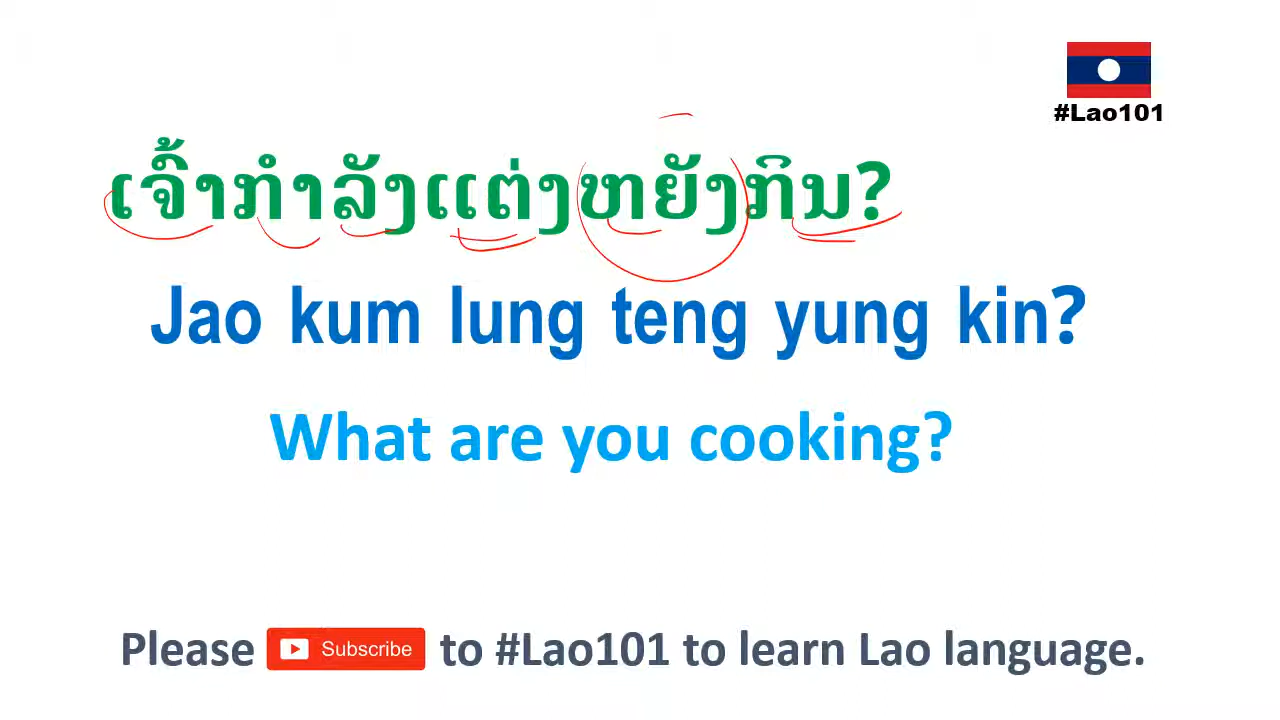 #Lao101
ເຈົ້າກຳລັງແຕ່ງຫຍັງກິນ?
Jao kum lung teng yung kin?
What are you cooking?
Please Subscribe to #Lao101 to learn Lao language.